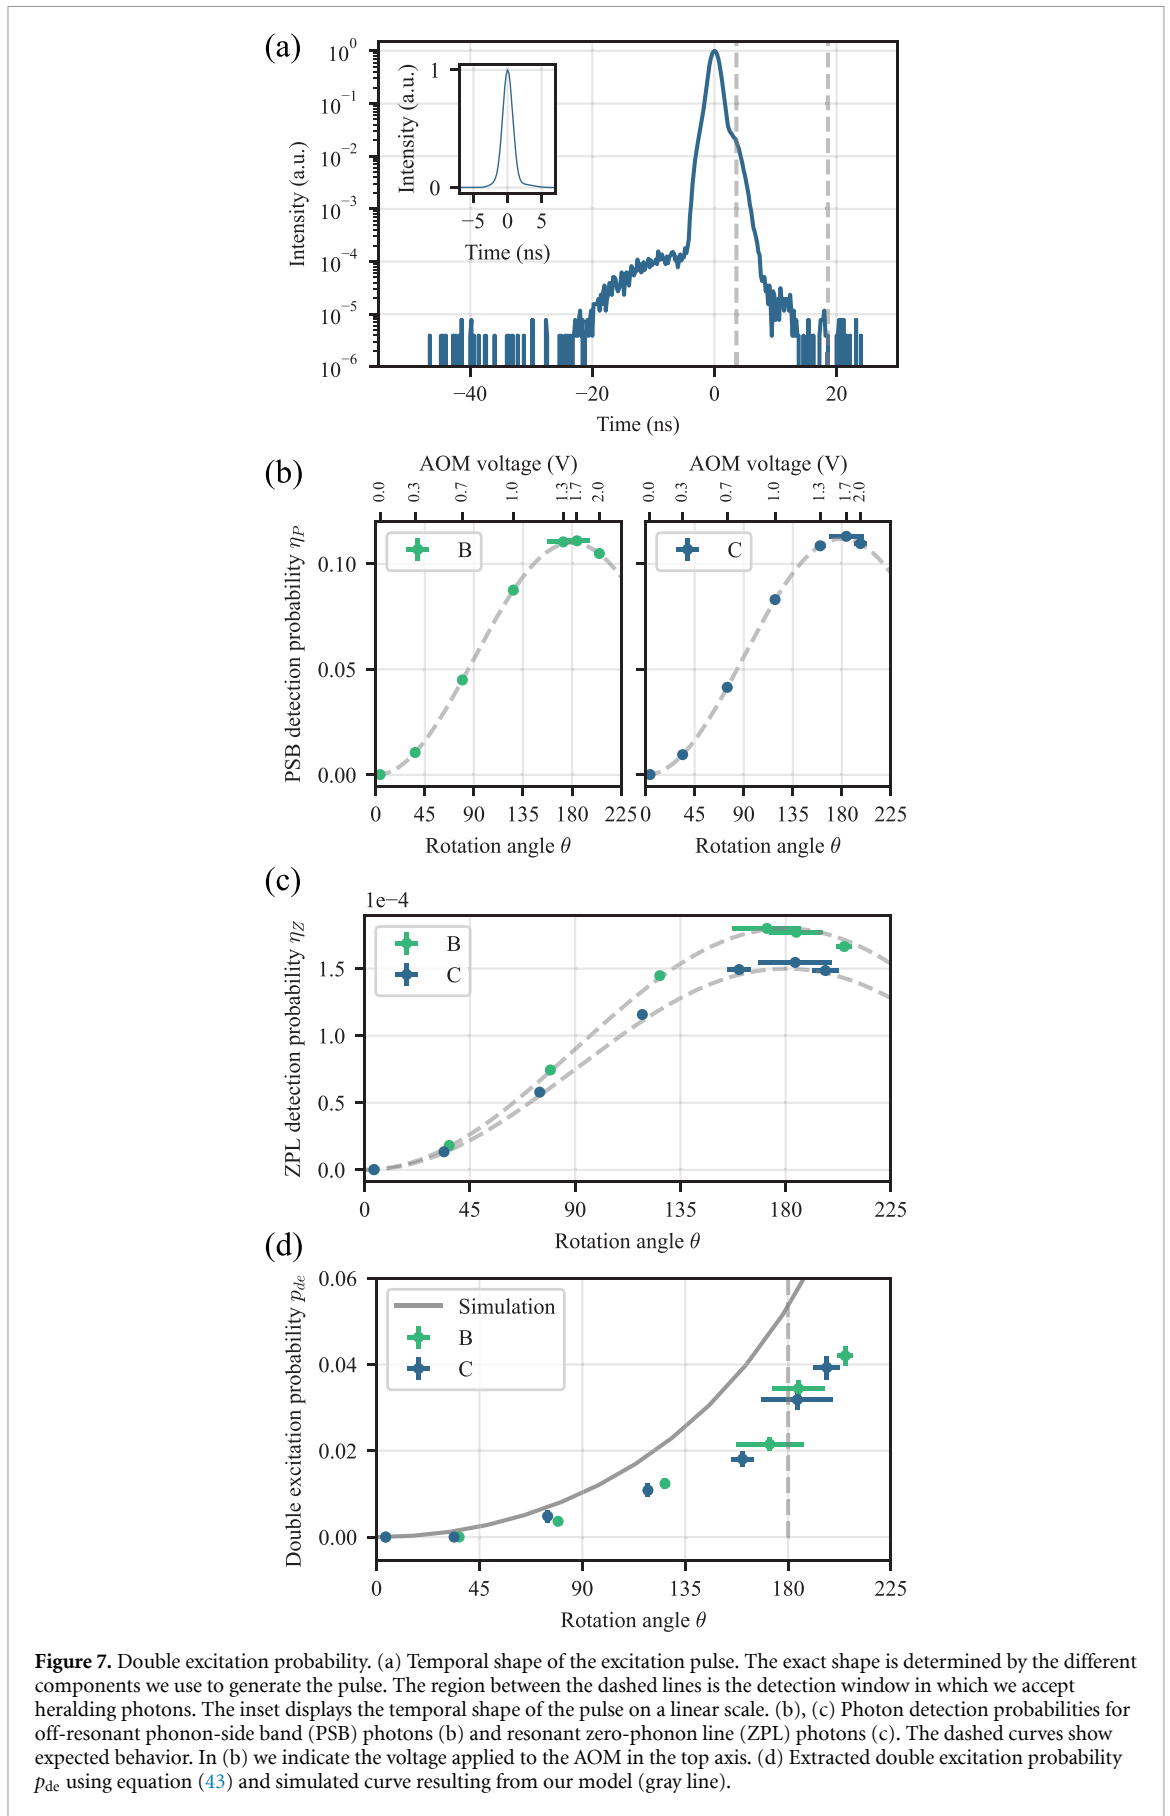 (a)
10⁰
10⁻¹
10⁻²
10⁻³
10⁻⁴
10⁻⁵
10⁻⁶
Intensity (a.u.)
1
0
Intensity (a.u.)
−5 0 5
Time (ns)
−40 −20 0 20
Time (ns)
(b)
AOM voltage (V)
0.0 0.3 0.7 1.0 1.3 1.7 2.0
AOM voltage (V)
0.0 0.3 0.7 1.0 1.3 1.7 2.0
PSB detection probability ηP
0.10
0.05
0.00
B
C
0 45 90 135 180 225
0 45 90 135 180 225
Rotation angle θ
Rotation angle θ
(c)
1e−4
ZPL detection probability ηZ
1.5
1.0
0.5
0.0
B
C
0 45 90 135 180 225
Rotation angle θ
(d)
Double excitation probability pde
0.06
0.04
0.02
0.00
Simulation
B
C
0 45 90 135 180 225
Rotation angle θ
Figure 7. Double excitation probability. (a) Temporal shape of the excitation pulse. The exact shape is determined by the different
components we use to generate the pulse. The region between the dashed lines is the detection window in which we accept
heralding photons. The inset displays the temporal shape of the pulse on a linear scale. (b), (c) Photon detection probabilities for
off-resonant phonon-side band (PSB) photons (b) and resonant zero-phonon line (ZPL) photons (c). The dashed curves show
expected behavior. In (b) we indicate the voltage applied to the AOM in the top axis. (d) Extracted double excitation probability
pde using equation (43) and simulated curve resulting from our model (gray line).